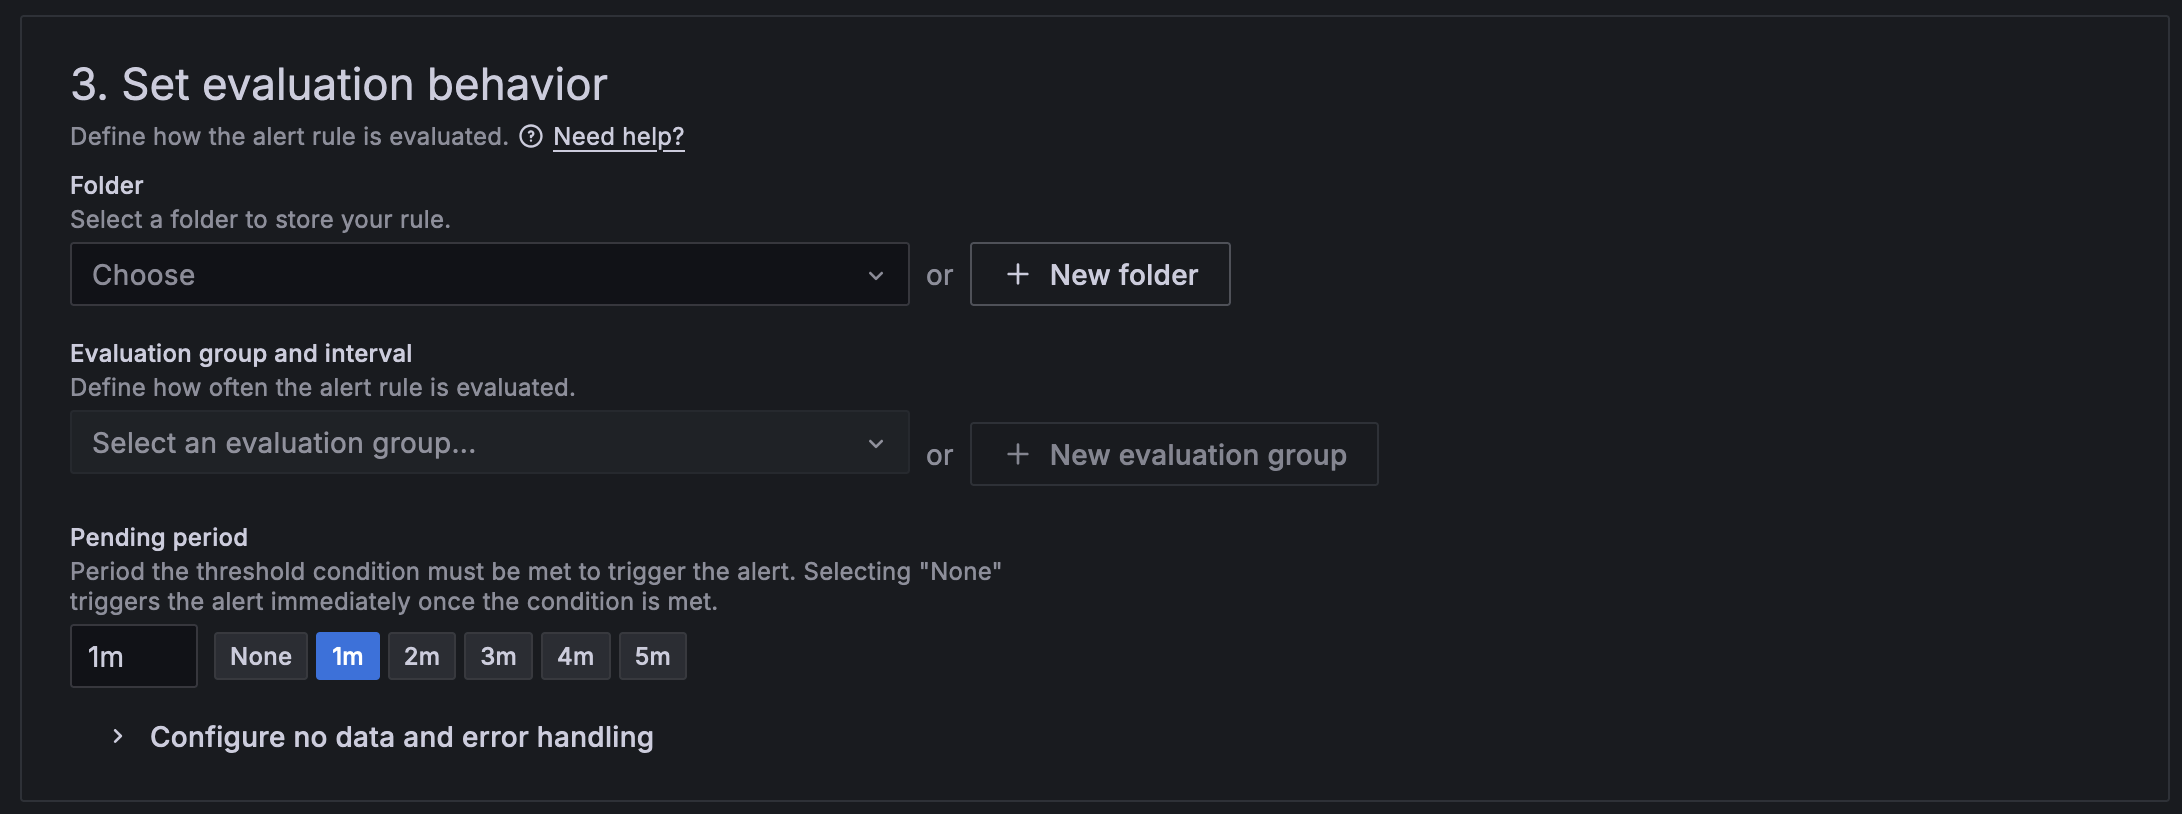 3. Set evaluation behavior
Define how the alert rule is evaluated. Need help?
Folder
Select a folder to store your rule.
Choose or New folder
Evaluation group and interval
Define how often the alert rule is evaluated.
Select an evaluation group... or New evaluation group
Pending period
Period the threshold condition must be met to trigger the alert. Selecting "None"
triggers the alert immediately once the condition is met.
1m None 1m 2m 3m 4m 5m
Configure no data and error handling